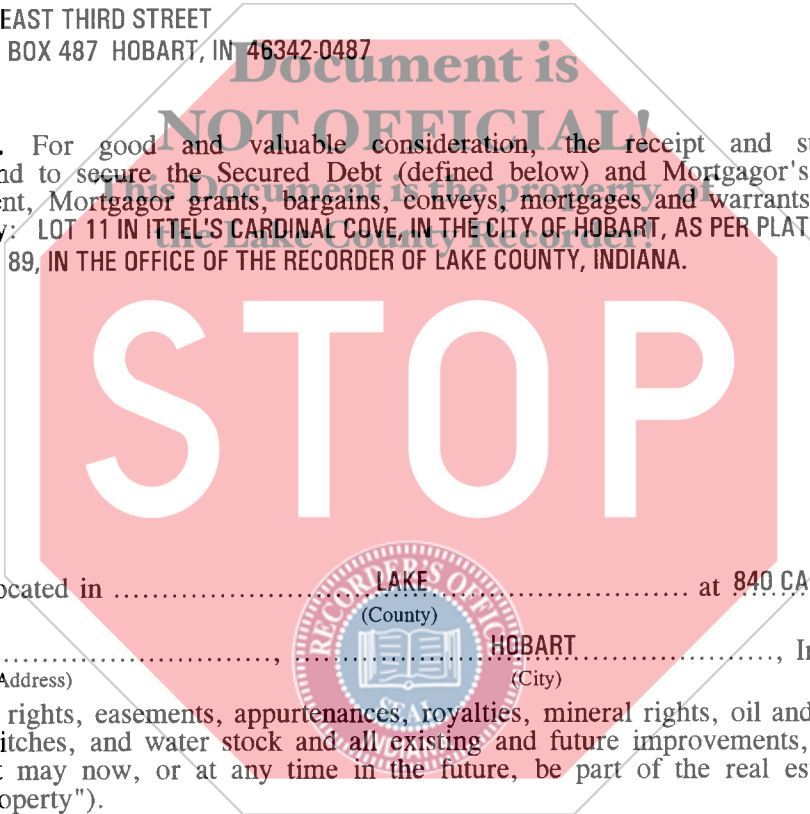 EAST THIRD STREET
BOX 487 HOBART, IN 46342-0487
Document is
NOT OFFICIAL!
. For good and valuable consideration, the receipt and su
nd to secure the Secured Debt (defined below) and Mortgagor's
This Document is the property of
ent, Mortgagor grants, bargains, conveys, mortgages and warrants
y: LOT 11 IN ITTEL'S CARDINAL COVE, IN THE CITY OF HOBART, AS PER PLAT
the Lake County Recorder!
89, IN THE OFFICE OF THE RECORDER OF LAKE COUNTY, INDIANA.
STOP
ocated in ........ LAKE ........ at 840 CA
(County)
........, ........ HOBART ........, In
Address) (City)
RECORDER'S OFFICE
SEAL
INDIANA
rights, easements, appurtenances, royalties, mineral rights, oil and
itches, and water stock and all existing and future improvements,
t may now, or at any time in the future, be part of the real est
operty").